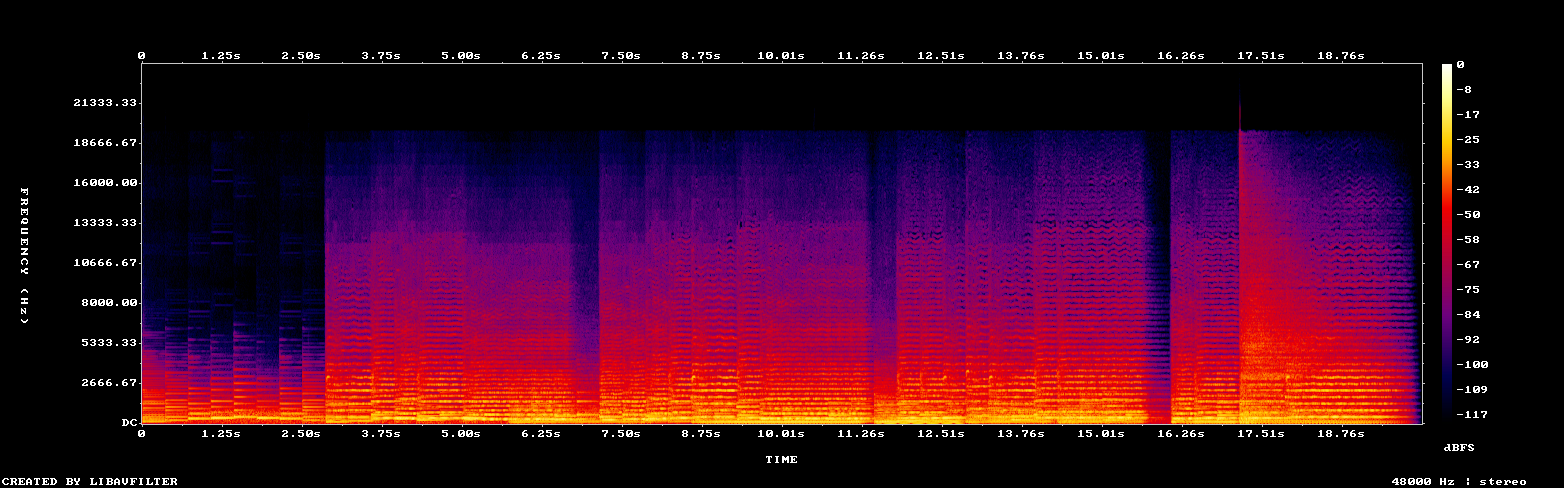 0 1.25s 2.50s 3.75s 5.00s 6.25s 7.50s 8.75s 10.01s 11.26s 12.51s 13.76s 15.01s 16.26s 17.51s 18.76s
0
-8
-17
-25
-33
-42
-50
-58
-67
-75
-84
-92
-100
-109
-117
21333.33
18666.67
16000.00
13333.33
10666.67
8000.00
5333.33
2666.67
DC
FREQUENCY (Hz)
0 1.25s 2.50s 3.75s 5.00s 6.25s 7.50s 8.75s 10.01s 11.26s 12.51s 13.76s 15.01s 16.26s 17.51s 18.76s
dBFS
TIME
CREATED BY LIBAVFILTER
48000 Hz | stereo